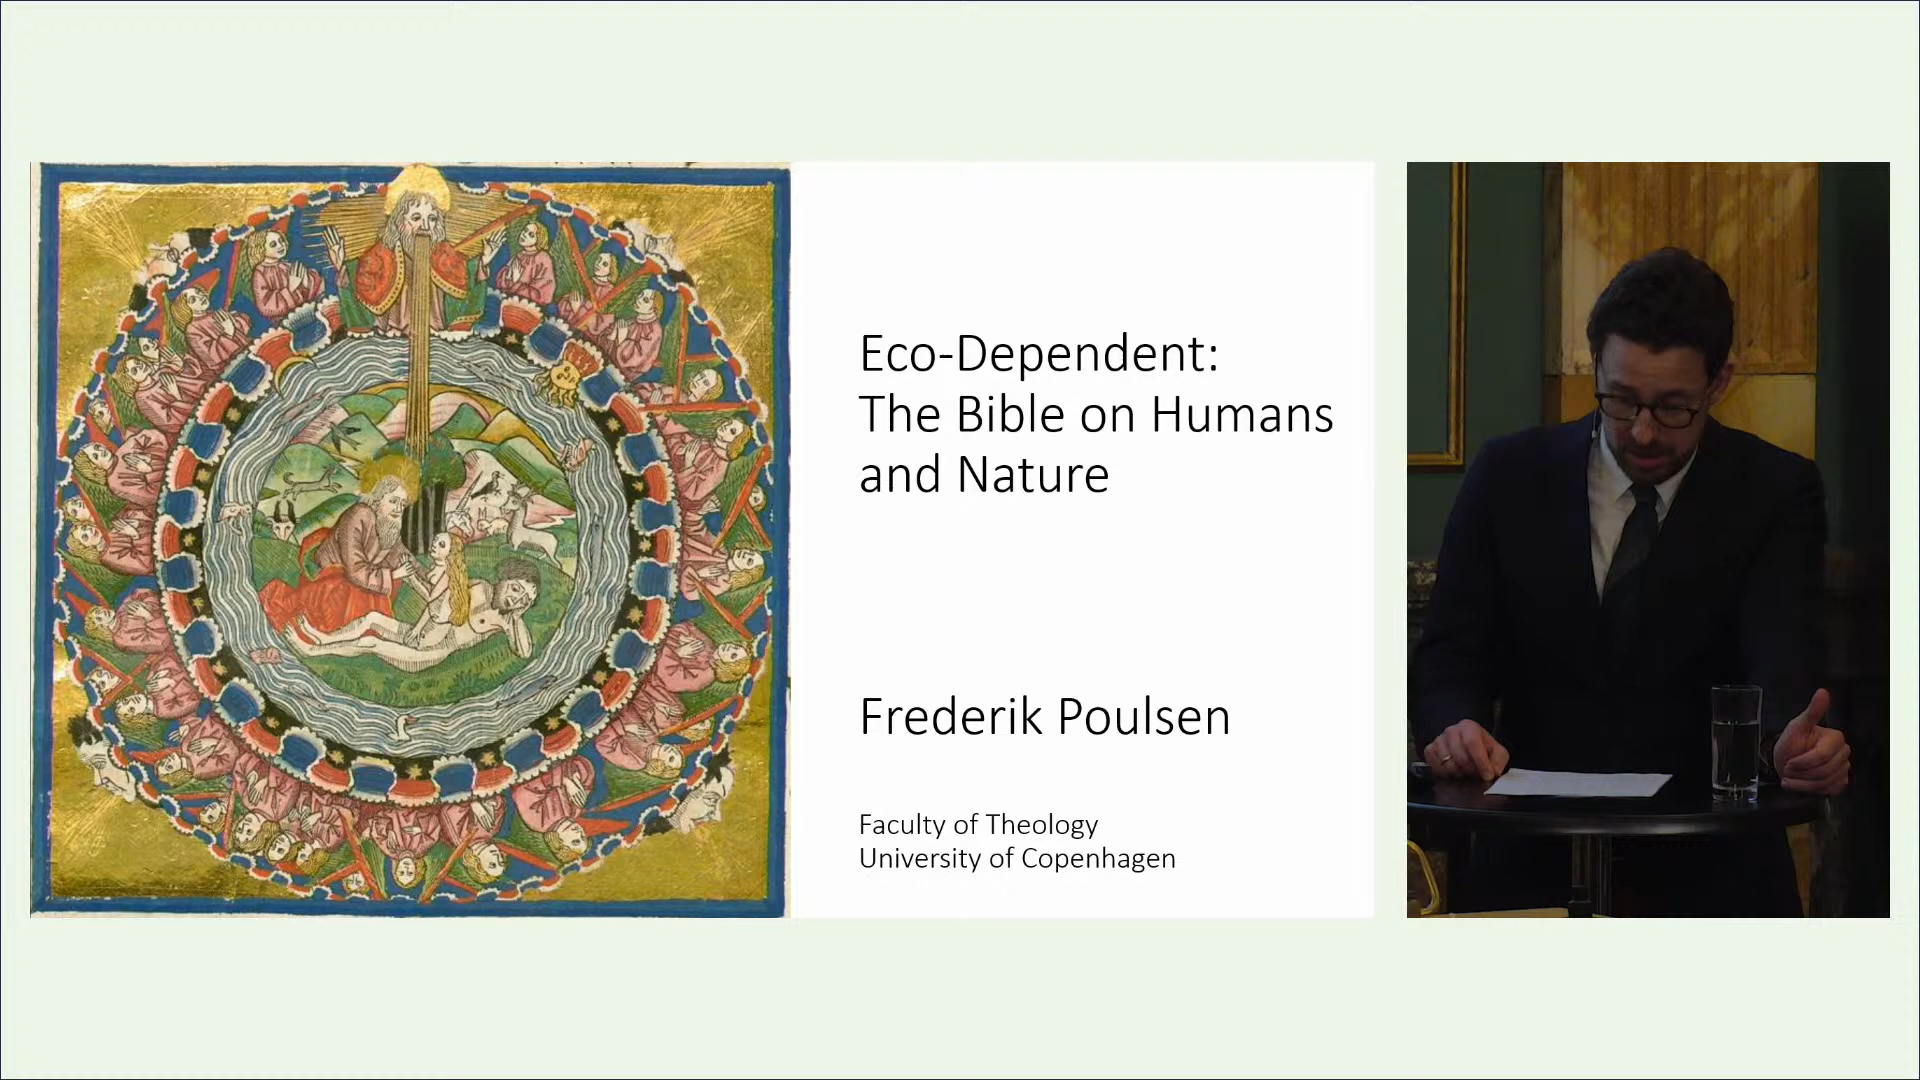 Eco-Dependent:
The Bible on Humans
and Nature
Frederik Poulsen
Faculty of Theology
University of Copenhagen